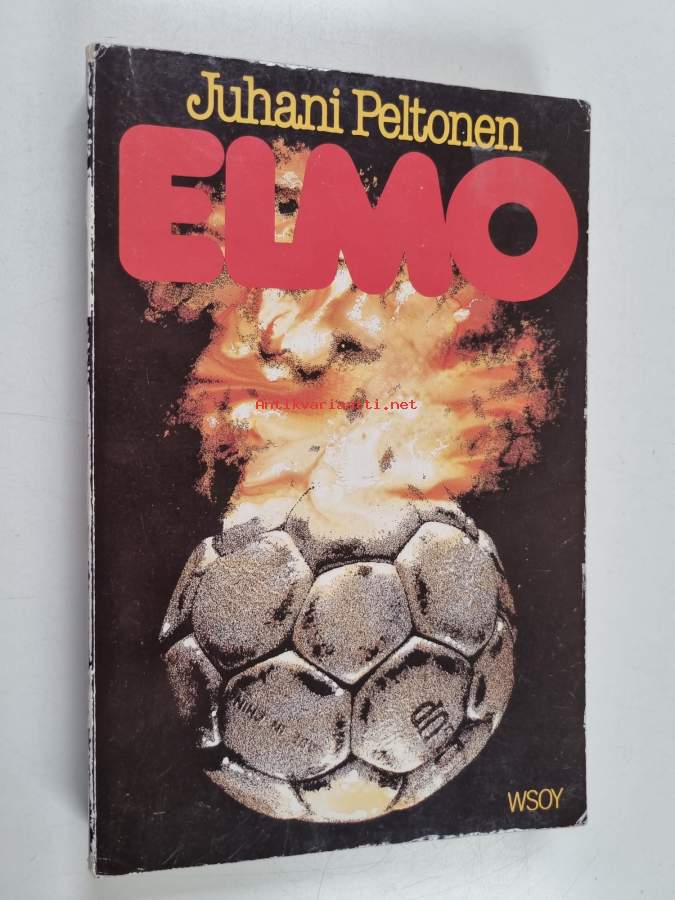 Juhani Peltonen
ELMO
Antikvariaatti.net
WSOY